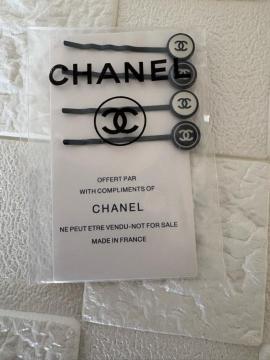 CHANEL
OFFERT PAR
WITH COMPLIMENTS OF
CHANEL
NE PEUT ETRE VENDU-NOT FOR SALE
MADE IN FRANCE